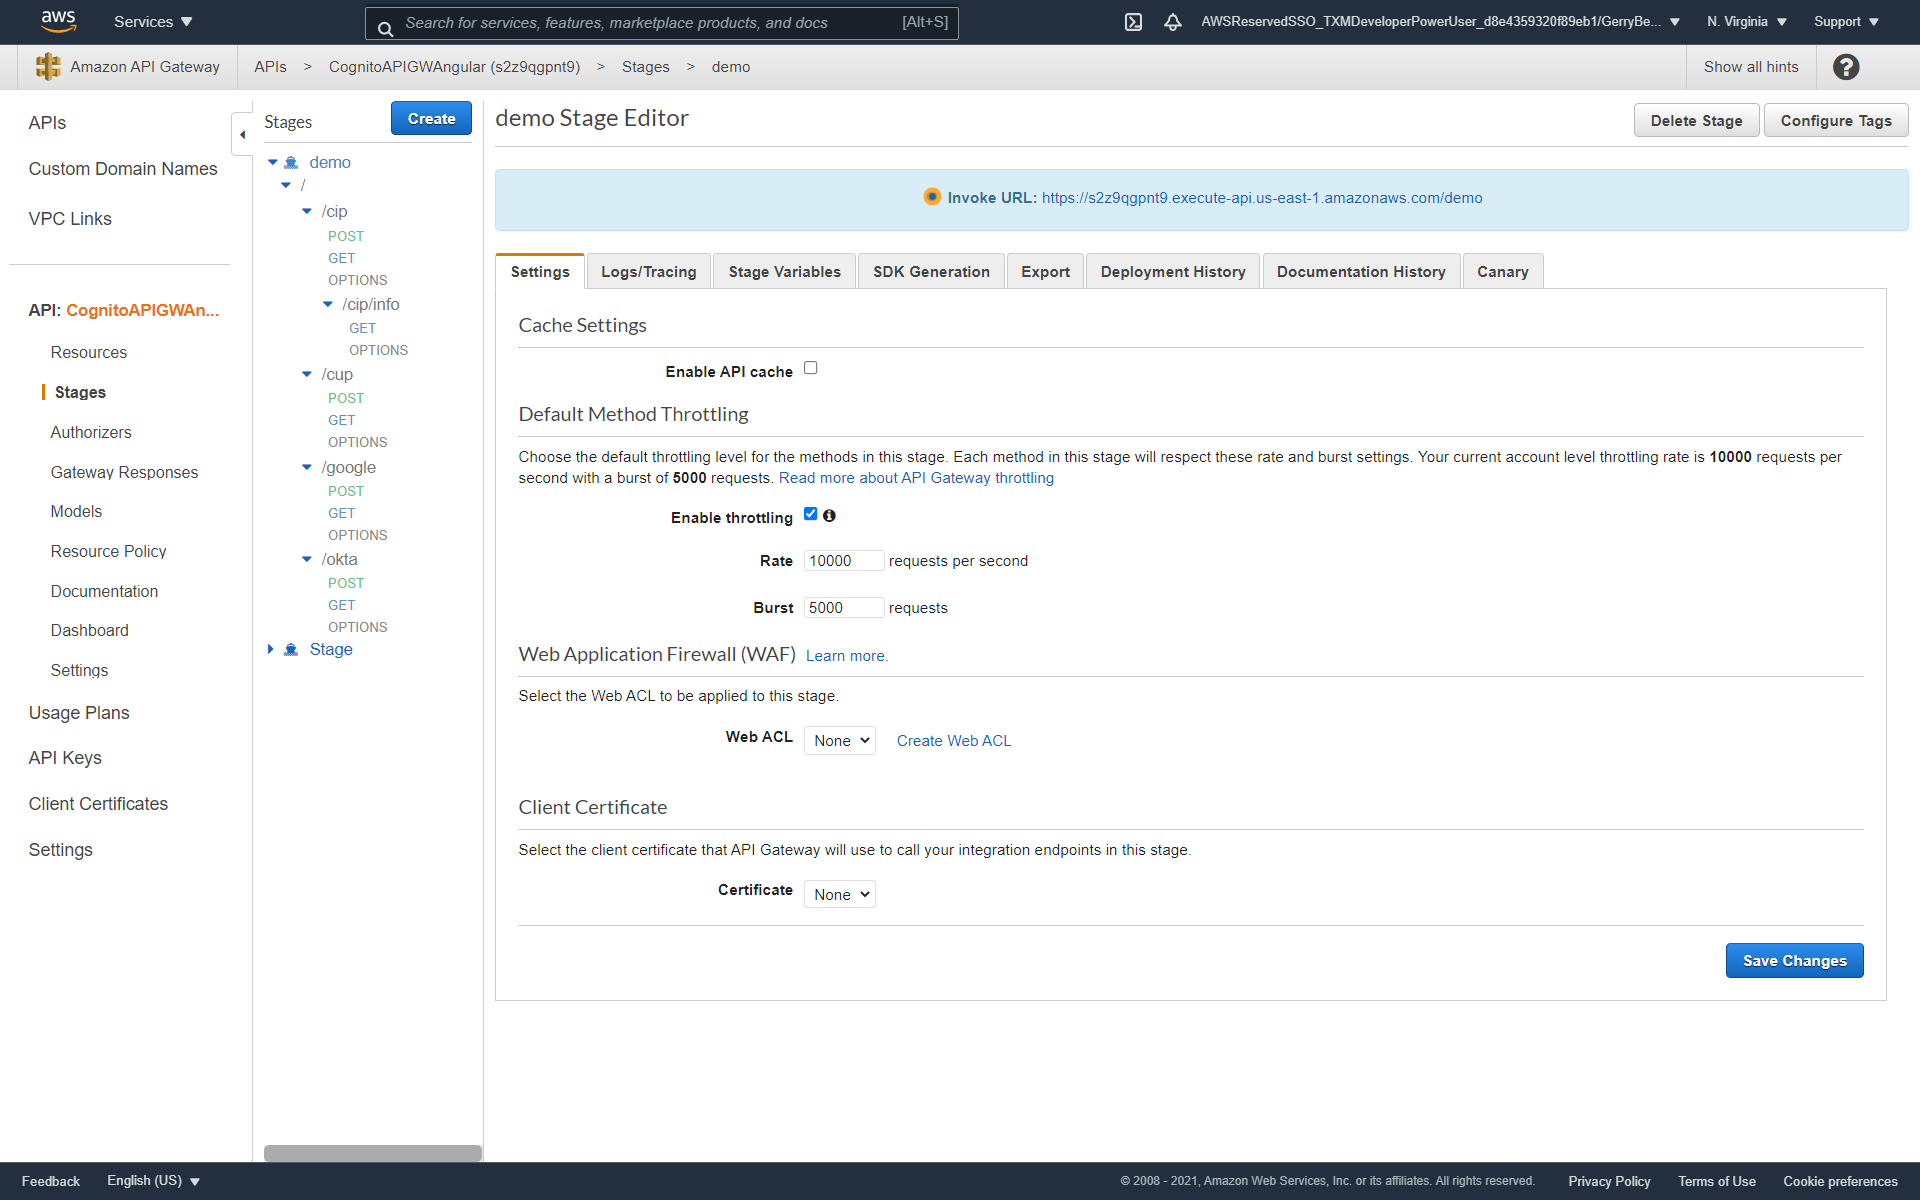 aws
Services
Search for services, features, marketplace products, and docs [Alt+S]
AWSReservedSSO_TXMDeveloperPowerUser_d8e4359320f89eb1/GerryBe...
N. Virginia
Support
Amazon API Gateway
APIs > CognitoAPIGWAngular (s2z9qgpnt9) > Stages > demo
Show all hints
?
APIs
Custom Domain Names
VPC Links
API: CognitoAPIGWAn...
Resources
Stages
Authorizers
Gateway Responses
Models
Resource Policy
Documentation
Dashboard
Settings
Usage Plans
API Keys
Client Certificates
Settings
Stages
Create
demo
/
/cip
POST
GET
OPTIONS
/cip/info
GET
OPTIONS
/cup
POST
GET
OPTIONS
/google
POST
GET
OPTIONS
/okta
POST
GET
OPTIONS
Stage
demo Stage Editor
Delete Stage
Configure Tags
Invoke URL: https://s2z9qgpnt9.execute-api.us-east-1.amazonaws.com/demo
Settings
Logs/Tracing
Stage Variables
SDK Generation
Export
Deployment History
Documentation History
Canary
Cache Settings
Enable API cache
Default Method Throttling
Choose the default throttling level for the methods in this stage. Each method in this stage will respect these rate and burst settings. Your current account level throttling rate is 10000 requests per
second with a burst of 5000 requests. Read more about API Gateway throttling
Enable throttling
Rate 10000 requests per second
Burst 5000 requests
Web Application Firewall (WAF) Learn more.
Select the Web ACL to be applied to this stage.
Web ACL None Create Web ACL
Client Certificate
Select the client certificate that API Gateway will use to call your integration endpoints in this stage.
Certificate None
Save Changes
Feedback
English (US)
© 2008 - 2021, Amazon Web Services, Inc. or its affiliates. All rights reserved.
Privacy Policy
Terms of Use
Cookie preferences